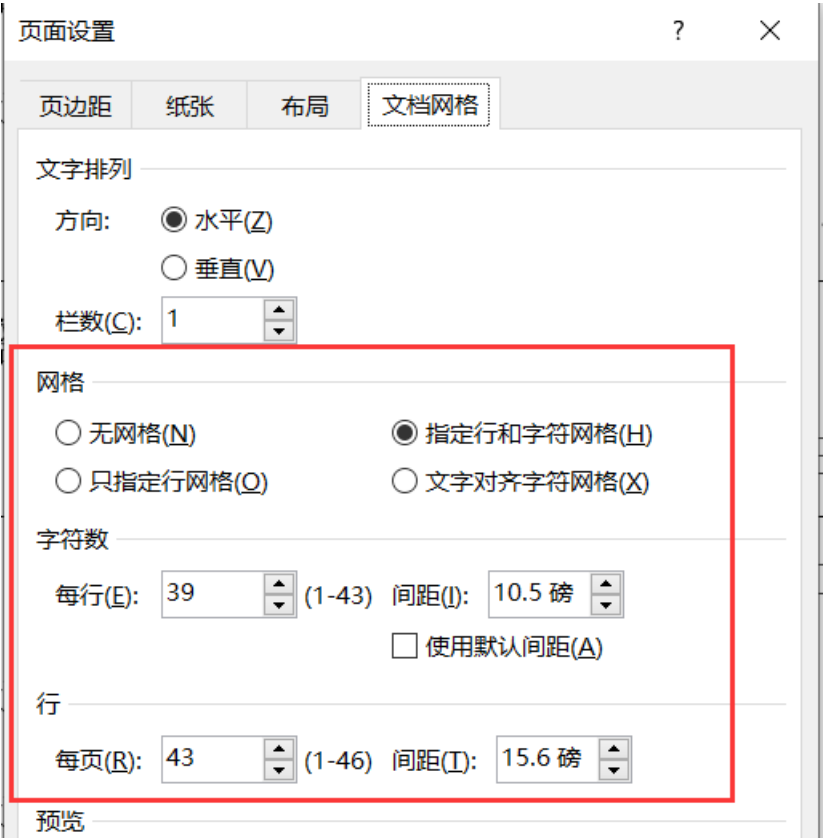 页面设置 ?
页边距 纸张 布局 文档网格
文字排列
方向: 水平(Z)
垂直(V)
栏数(C): 1
网格
无网格(N) 指定行和字符网格(H)
只指定行网格(O) 文字对齐字符网格(X)
字符数
每行(E): 39 (1-43) 间距(I): 10.5 磅
使用默认间距(A)
行
每页(R): 43 (1-46) 间距(T): 15.6 磅
预览